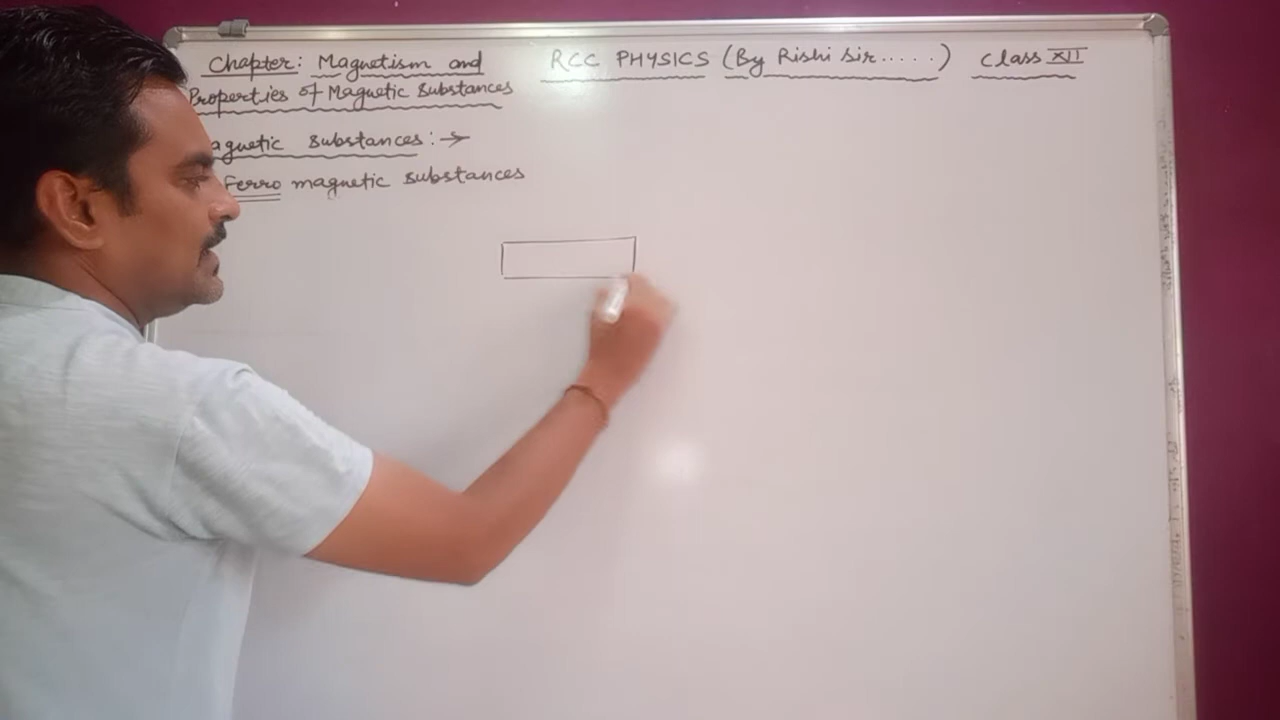 Chapter: Magnetism and
Properties of Magnetic Substances
RCC PHYSICS (By Rishi Sir.....) Class XII
agnetic substances:→
Ferro magnetic substances